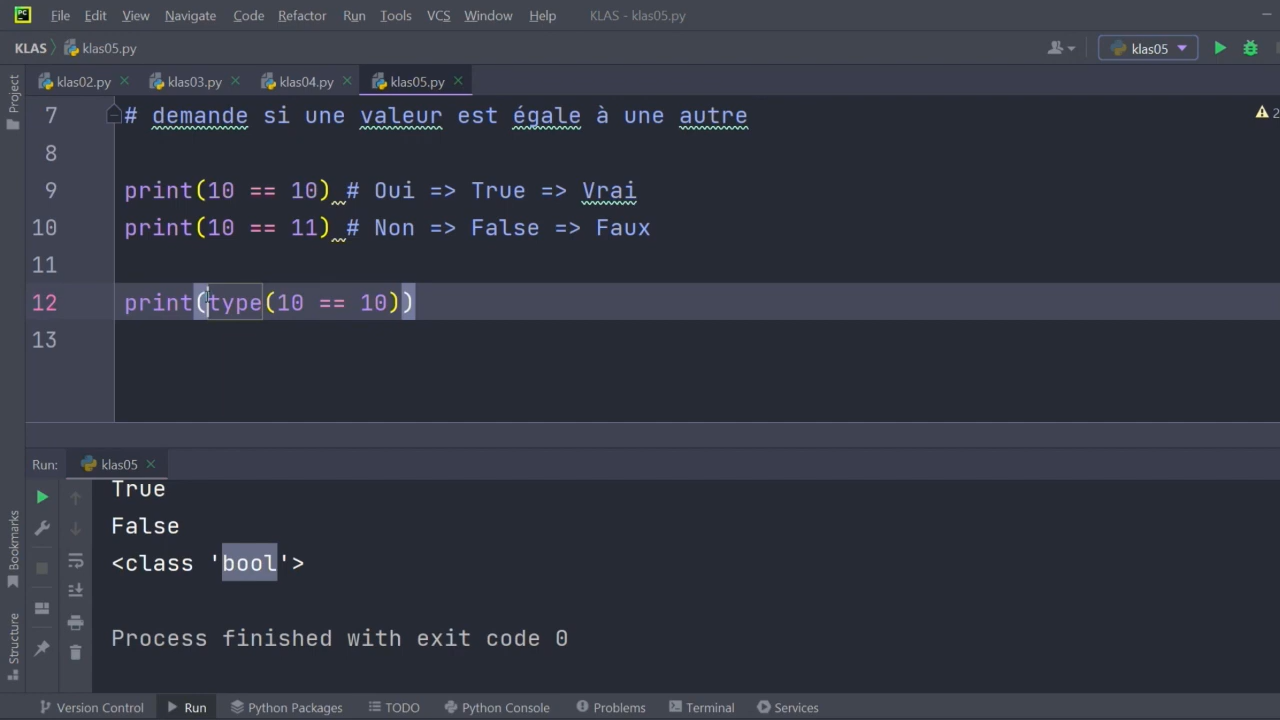 PC File Edit View Navigate Code Refactor Run Tools VCS Window Help KLAS - klas05.py
KLAS klas05.py klas05
klas02.py klas03.py klas04.py klas05.py
Project
7 # demande si une valeur est égale à une autre
2
8
9 print(10 == 10) # Oui => True => Vrai
10 print(10 == 11) # Non => False => Faux
11
12 print(type(10 == 10))
13
Run: klas05
True
False
<class 'bool'>
Process finished with exit code 0
Bookmarks
Structure
Version Control Run Python Packages TODO Python Console Problems Terminal Services